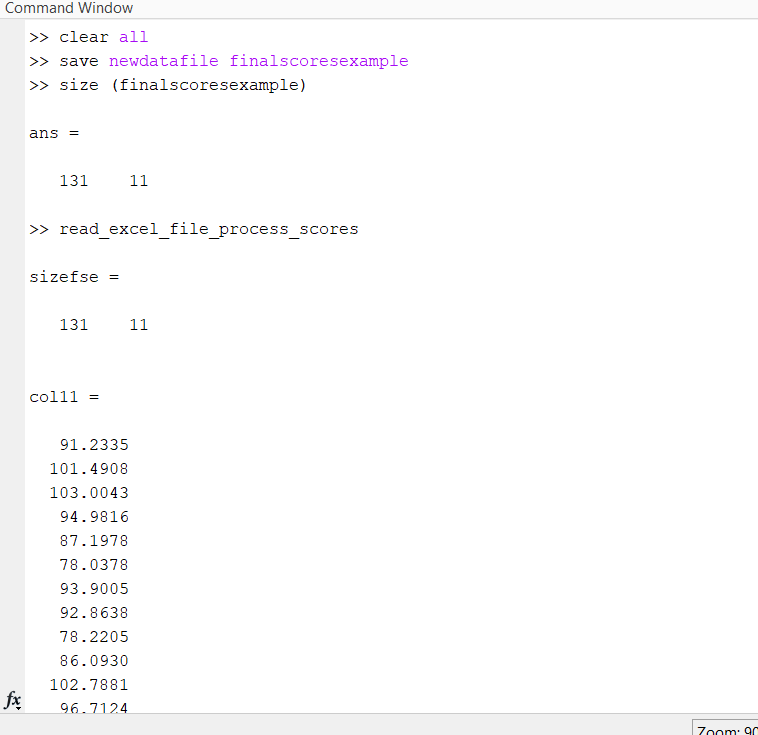 Command Window
>> clear all
>> save newdatafile finalscoresexample
>> size (finalscoresexample)
ans =
131 11
>> read_excel_file_process_scores
sizefse =
131 11
col11 =
91.2335
101.4908
103.0043
94.9816
87.1978
78.0378
93.9005
92.8638
78.2205
86.0930
102.7881
96.7124
fx
Zoom: 90